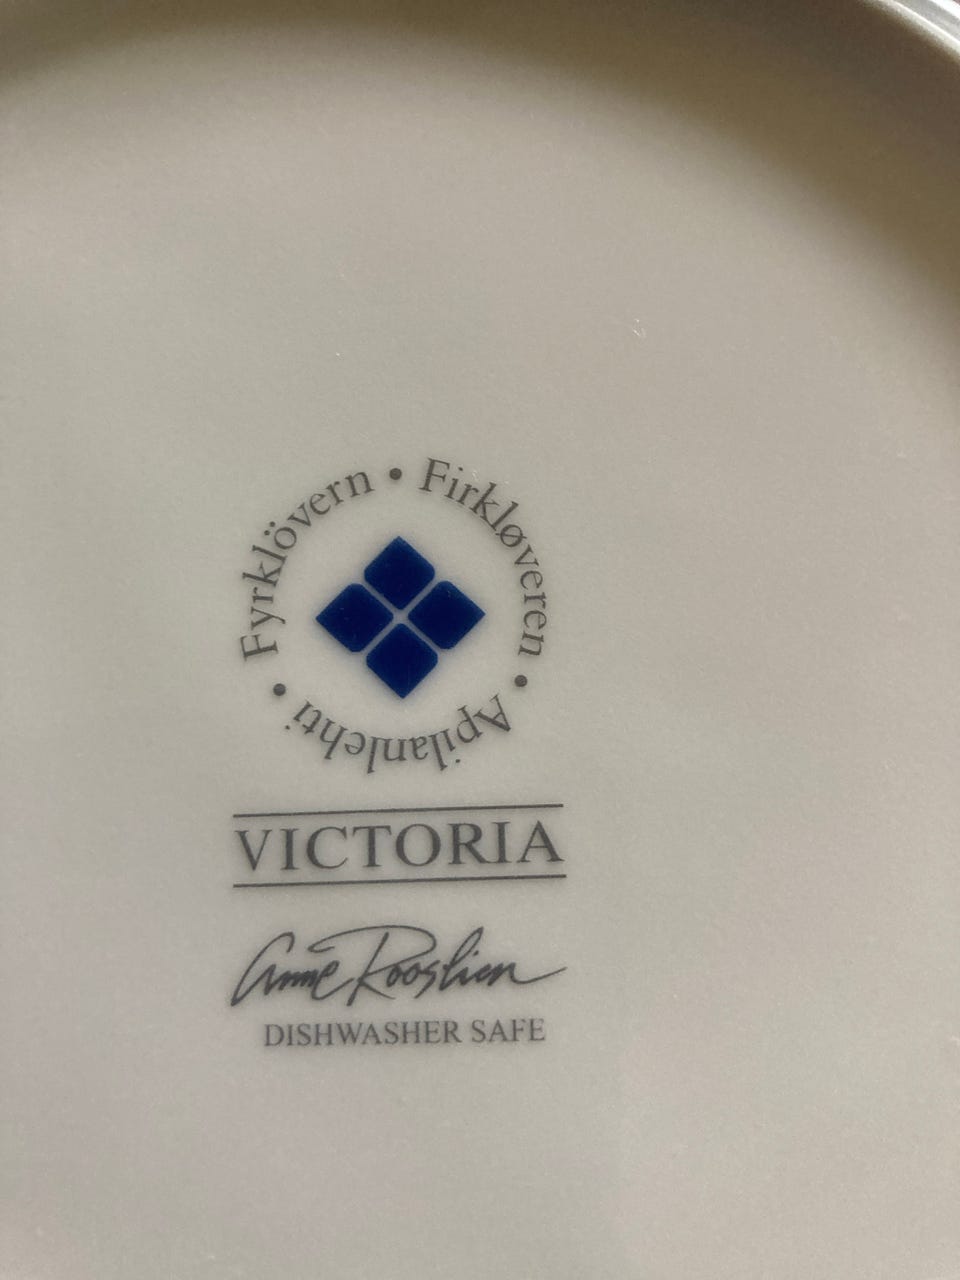 Fyrklövern • Firkløveren • Apilanlehti •
VICTORIA
Anne Rooslien
DISHWASHER SAFE